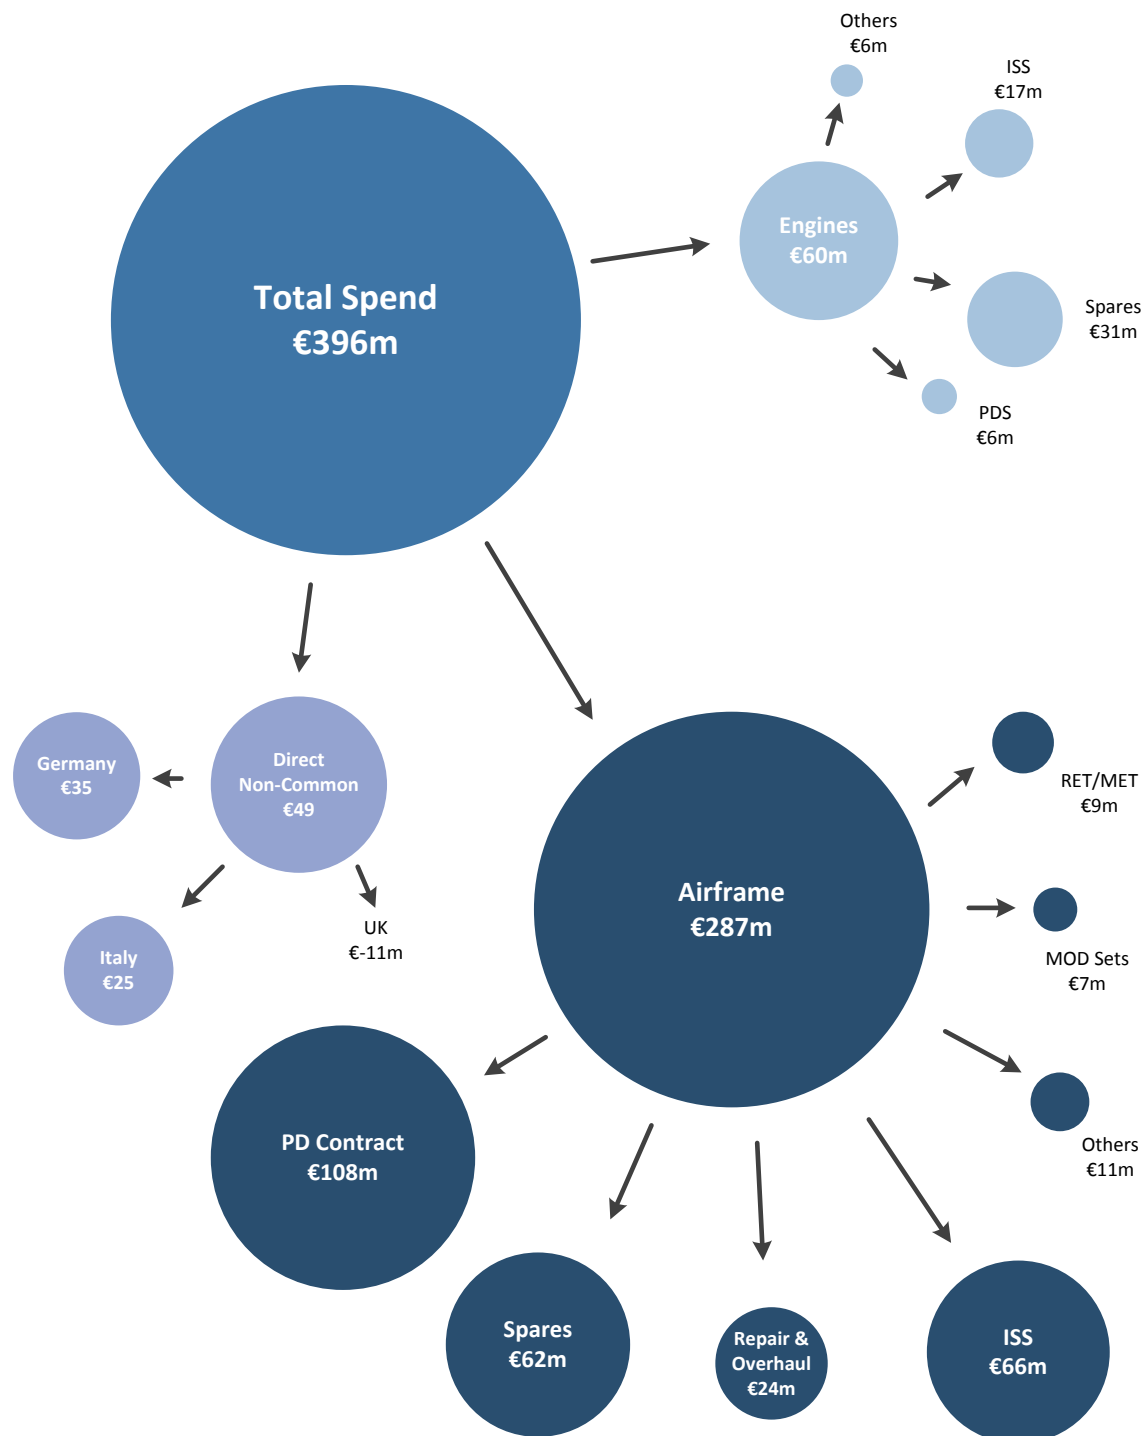 Others
€6m
ISS
€17m
Engines
€60m
Total Spend
€396m
Spares
€31m
PDS
€6m
Germany
€35
Direct
Non-Common
€49
RET/MET
€9m
Airframe
€287m
UK
€-11m
Italy
€25
MOD Sets
€7m
PD Contract
€108m
Others
€11m
Spares
€62m
Repair &
Overhaul
€24m
ISS
€66m